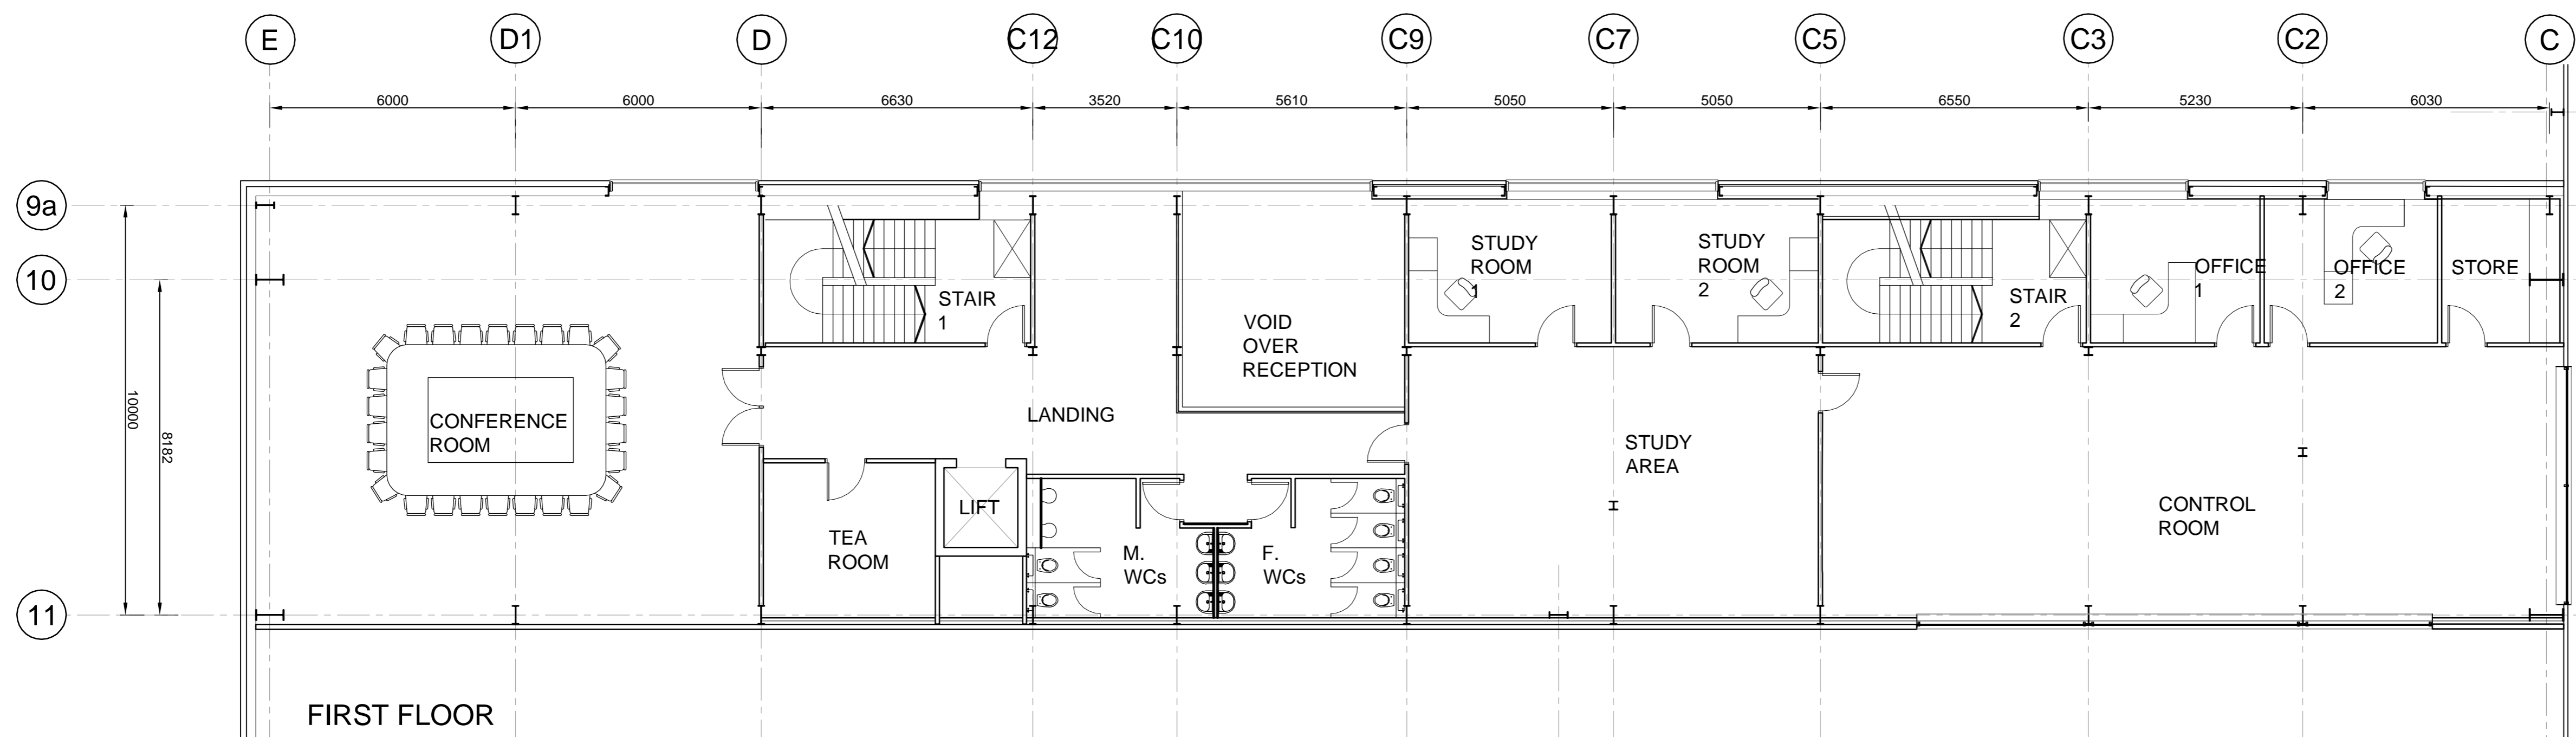 E D1 D C12 C10 C9 C7 C5 C3 C2 C
6000 6000 6630 3520 5610 5050 5050 6550 5230 6030
9a
10
11
10000
8182
STAIR
1
VOID
OVER
RECEPTION
STUDY
ROOM
1
STUDY
ROOM
2
STAIR
2
OFFICE
1
OFFICE
2
STORE
CONFERENCE
ROOM
LANDING
STUDY
AREA
CONTROL
ROOM
TEA
ROOM
LIFT
M.
WCs
F.
WCs
FIRST FLOOR